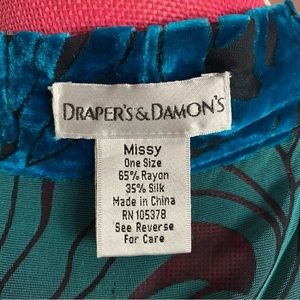 DRAPER'S & DAMON'S
Missy
One Size
65% Rayon
35% Silk
Made in China
RN 105378
See Reverse
For Care